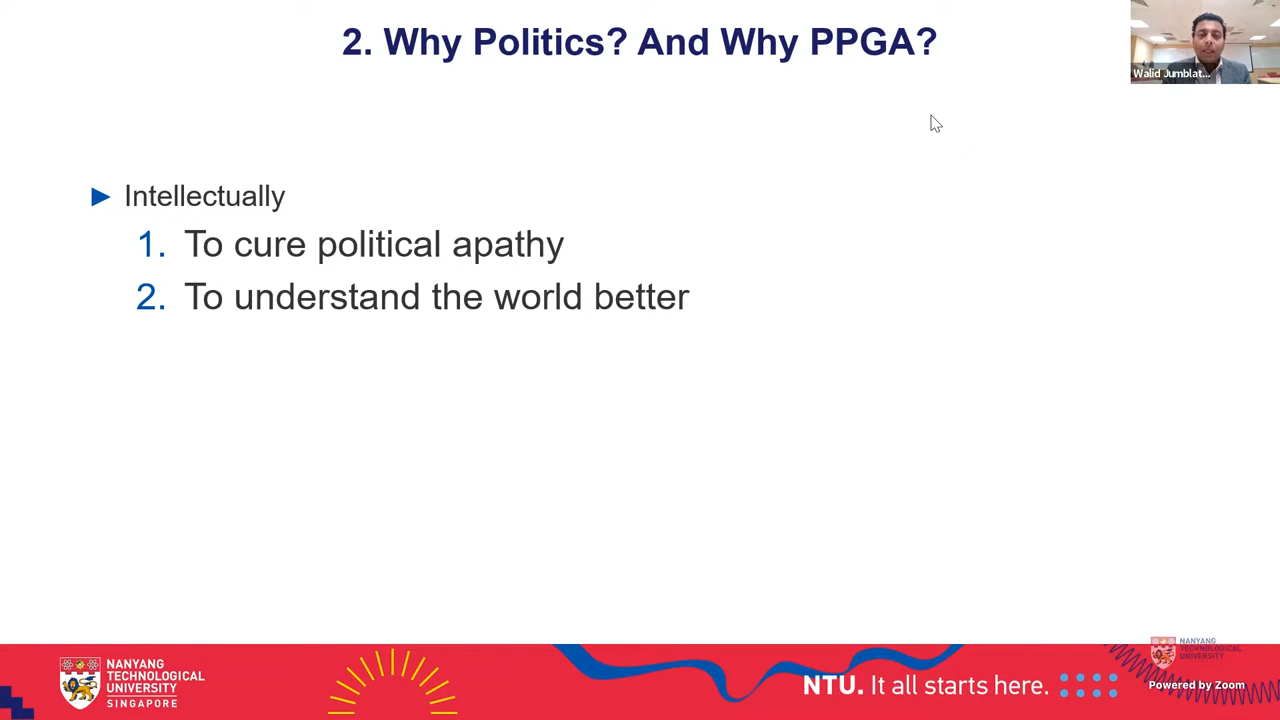 2. Why Politics? And Why PPGA?
Walid Jumblat...
Intellectually
1. To cure political apathy
2. To understand the world better
NANYANG
TECHNOLOGICAL
UNIVERSITY
SINGAPORE
NTU. It all starts here.
NANYANG
TECHNOLOGICAL
UNIVERSITY
Powered by Zoom